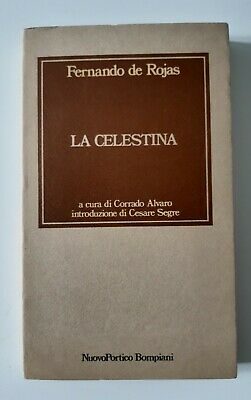 Fernando de Rojas
LA CELESTINA
a cura di Corrado Alvaro
introduzione di Cesare Segre
NuovoPortico Bompiani